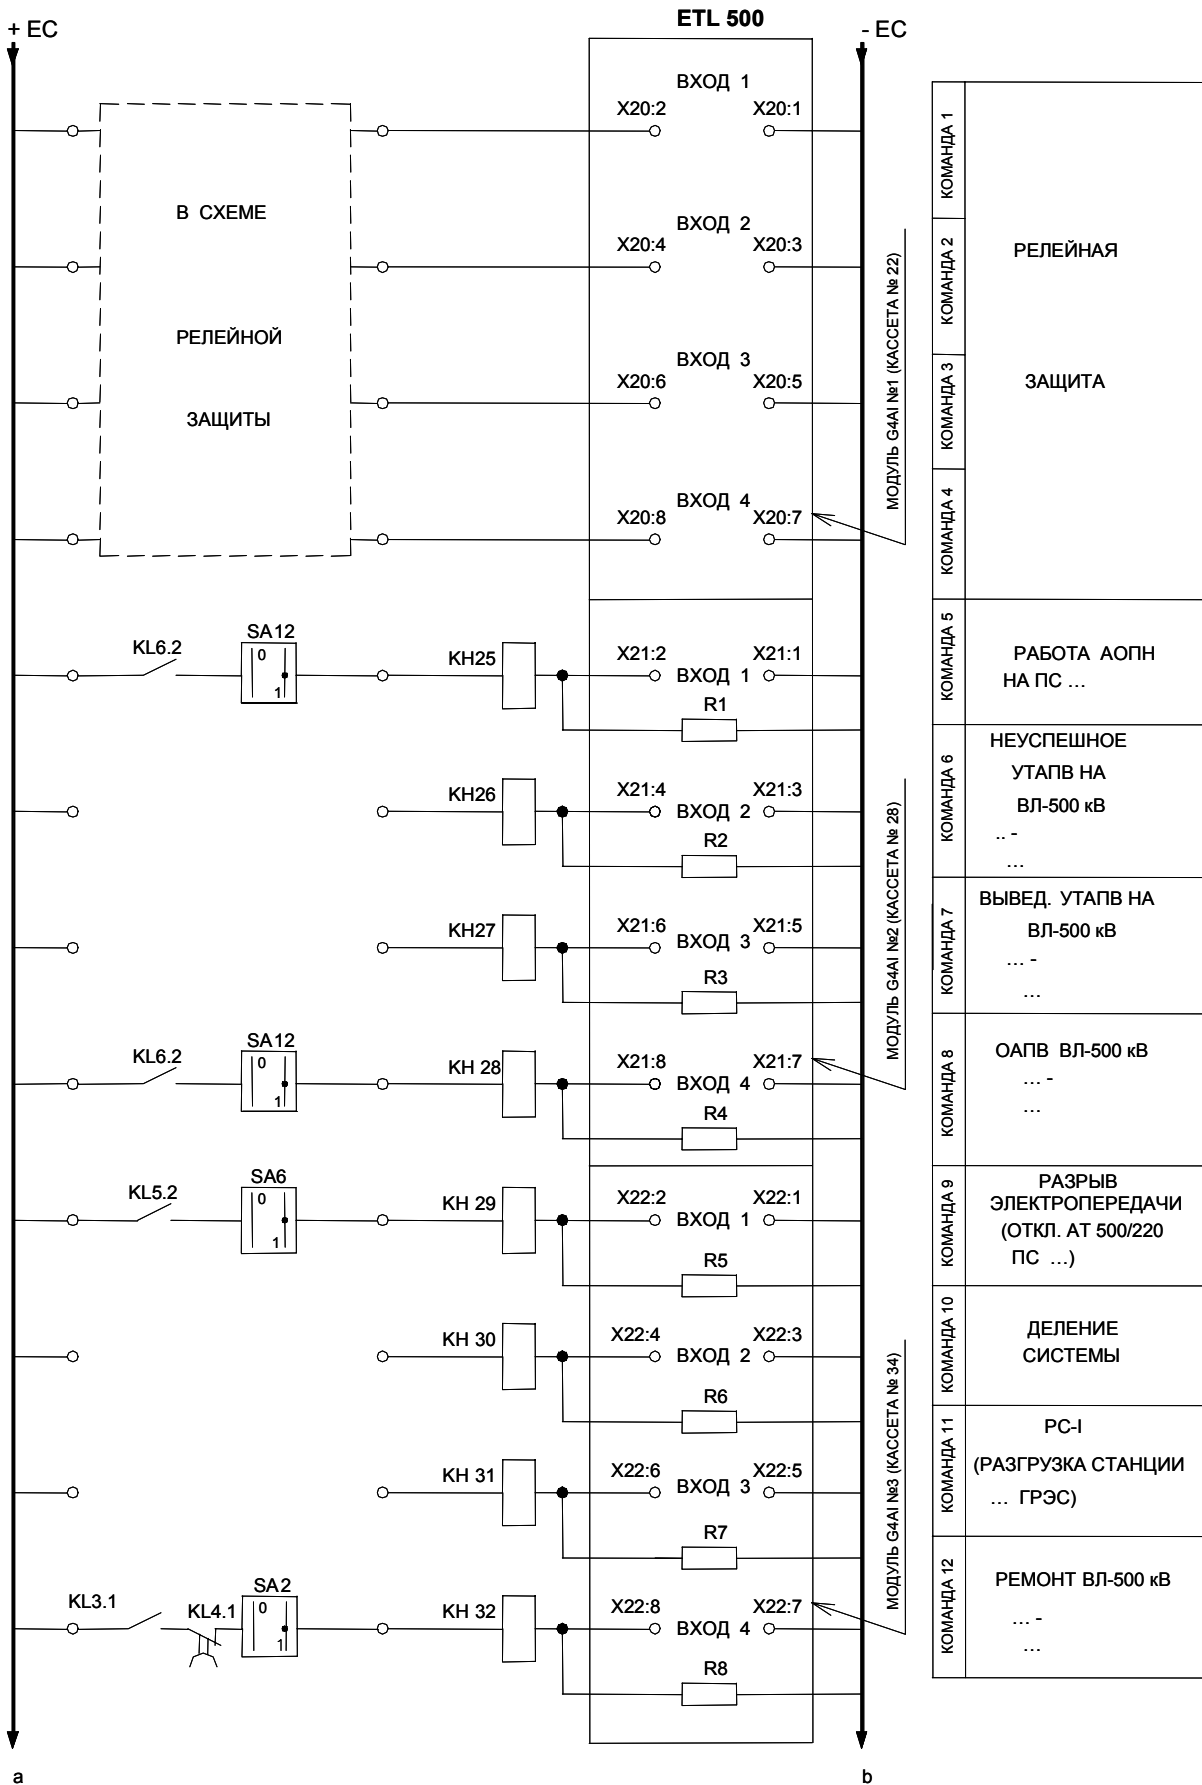 + EC
ETL 500
- EC
ВХОД 1
X20:2
X20:1
В СХЕМЕ
РЕЛЕЙНОЙ
ЗАЩИТЫ
ВХОД 2
X20:4
X20:3
ВХОД 3
X20:6
X20:5
ВХОД 4
X20:8
X20:7
МОДУЛЬ G4AI №1 (КАССЕТА № 22)
КОМАНДА 1
КОМАНДА 2
КОМАНДА 3
КОМАНДА 4
РЕЛЕЙНАЯ
ЗАЩИТА
KL6.2
SA12
0
1
KH25
X21:2
ВХОД 1
X21:1
R1
КОМАНДА 5
РАБОТА АОПН
НА ПС ...
KH26
X21:4
ВХОД 2
X21:3
R2
КОМАНДА 6
НЕУСПЕШНОЕ
УТАПВ НА
ВЛ-500 кВ
.. -
...
KH27
X21:6
ВХОД 3
X21:5
R3
МОДУЛЬ G4AI №2 (КАССЕТА № 28)
КОМАНДА 7
ВЫВЕД. УТАПВ НА
ВЛ-500 кВ
... -
...
KL6.2
SA12
0
1
KH 28
X21:8
ВХОД 4
X21:7
R4
КОМАНДА 8
ОАПВ ВЛ-500 кВ
... -
...
KL5.2
SA6
0
1
KH 29
X22:2
ВХОД 1
X22:1
R5
КОМАНДА 9
РАЗРЫВ
ЭЛЕКТРОПЕРЕДАЧИ
(ОТКЛ. АТ 500/220
ПС ...)
KH 30
X22:4
ВХОД 2
X22:3
R6
КОМАНДА 10
ДЕЛЕНИЕ
СИСТЕМЫ
KH 31
X22:6
ВХОД 3
X22:5
R7
МОДУЛЬ G4AI №3 (КАССЕТА № 34)
КОМАНДА 11
РС-I
(РАЗГРУЗКА СТАНЦИИ
... ГРЭС)
KL3.1
KL4.1
SA2
0
1
KH 32
X22:8
ВХОД 4
X22:7
R8
КОМАНДА 12
РЕМОНТ ВЛ-500 кВ
... -
...
a
b